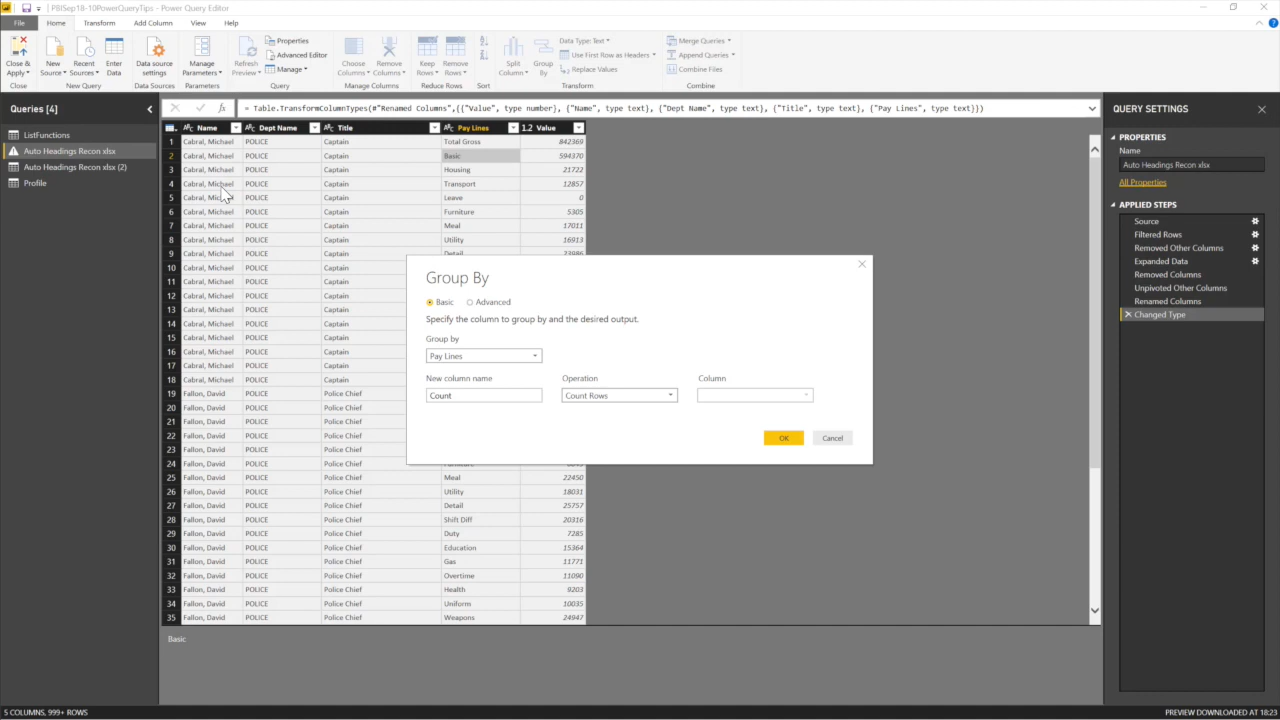 PBISep18-10PowerQueryTips - Power Query Editor
File Home Transform Add Column View Help
Close & Apply
New Source
Recent Sources
Enter Data
Data source settings
Manage Parameters
Refresh Preview
Properties
Advanced Editor
Manage
Choose Columns
Remove Columns
Keep Rows
Remove Rows
Split Column
Group By
Data Type: Text
Use First Row as Headers
Replace Values
Merge Queries
Append Queries
Combine Files
Close New Query Data Sources Parameters Query Manage Columns Reduce Rows Sort Transform Combine
Queries [4]
ListFunctions
Auto Headings Recon xlsx
Auto Headings Recon xlsx (2)
Profile
fx = Table.TransformColumnTypes(#"Renamed Columns",{{"Value", type number}, {"Name", type text}, {"Dept Name", type text}, {"Title", type text}, {"Pay Lines", type text}})
Name Dept Name Title Pay Lines 1.2 Value
1 Cabral, Michael POLICE Captain Total Gross 842369
2 Cabral, Michael POLICE Captain Basic 594370
3 Cabral, Michael POLICE Captain Housing 21722
4 Cabral, Michael POLICE Captain Transport 12857
5 Cabral, Michael POLICE Captain Leave 0
6 Cabral, Michael POLICE Captain Furniture 5305
7 Cabral, Michael POLICE Captain Meal 17011
8 Cabral, Michael POLICE Captain Utility 16913
9 Cabral, Michael POLICE Captain Detail 23986
10 Cabral, Michael POLICE Captain
11 Cabral, Michael POLICE Captain
12 Cabral, Michael POLICE Captain
13 Cabral, Michael POLICE Captain
14 Cabral, Michael POLICE Captain
15 Cabral, Michael POLICE Captain
16 Cabral, Michael POLICE Captain
17 Cabral, Michael POLICE Captain
18 Cabral, Michael POLICE Captain
19 Fallon, David POLICE Police Chief
20 Fallon, David POLICE Police Chief
21 Fallon, David POLICE Police Chief
22 Fallon, David POLICE Police Chief
23 Fallon, David POLICE Police Chief
24 Fallon, David POLICE Police Chief
25 Fallon, David POLICE Police Chief Meal 22450
26 Fallon, David POLICE Police Chief Utility 18031
27 Fallon, David POLICE Police Chief Detail 25757
28 Fallon, David POLICE Police Chief Shift Diff 20316
29 Fallon, David POLICE Police Chief Duty 7285
30 Fallon, David POLICE Police Chief Education 15364
31 Fallon, David POLICE Police Chief Gas 11771
32 Fallon, David POLICE Police Chief Overtime 11090
33 Fallon, David POLICE Police Chief Health 9203
34 Fallon, David POLICE Police Chief Uniform 10035
35 Fallon, David POLICE Police Chief Weapons 24947
Group By
Basic Advanced
Specify the column to group by and the desired output.
Group by
Pay Lines
New column name Operation Column
Count Count Rows
OK Cancel
Basic
QUERY SETTINGS
PROPERTIES
Name
Auto Headings Recon xlsx
All Properties
APPLIED STEPS
Source
Filtered Rows
Removed Other Columns
Expanded Data
Removed Columns
Unpivoted Other Columns
Renamed Columns
Changed Type
5 COLUMNS, 999+ ROWS
PREVIEW DOWNLOADED AT 18:23